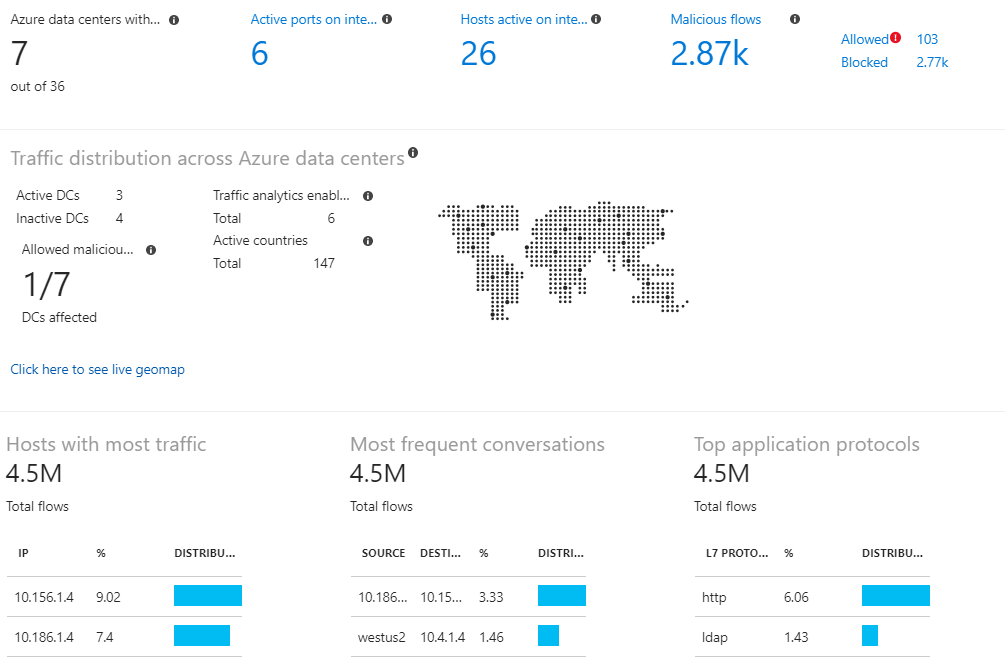 Azure data centers with...
7
out of 36
Active ports on inte...
6
Hosts active on inte...
26
Malicious flows
2.87k
Allowed 103
Blocked 2.77k
Traffic distribution across Azure data centers
Active DCs 3
Inactive DCs 4
Allowed maliciou...
1/7
DCs affected
Traffic analytics enabl...
Total 6
Active countries
Total 147
Click here to see live geomap
Hosts with most traffic
4.5M
Total flows
IP % DISTRIBU...
10.156.1.4 9.02
10.186.1.4 7.4
Most frequent conversations
4.5M
Total flows
SOURCE DESTI... % DISTRI...
10.186... 10.15... 3.33
westus2 10.4.1.4 1.46
Top application protocols
4.5M
Total flows
L7 PROTO... % DISTRIBU...
http 6.06
ldap 1.43